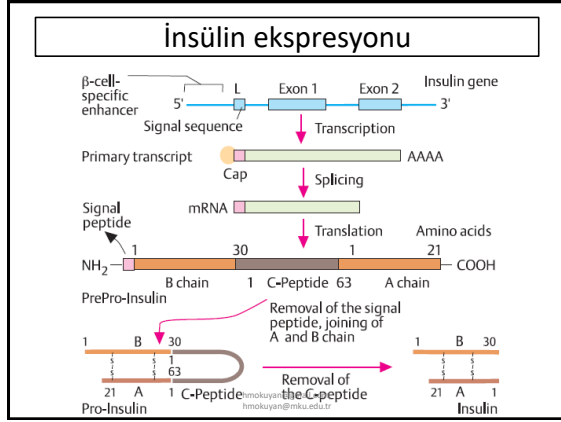 İnsülin ekspresyonu
β-cell-
specific
enhancer
5'
L
Exon 1
Exon 2
Insulin gene
3'
Signal sequence
Transcription
Primary transcript
Cap
AAAA
Splicing
Signal
peptide
mRNA
Translation
Amino acids
1 30 1 21
NH₂ COOH
B chain 1 C-Peptide 63 A chain
PrePro-Insulin
Removal of the signal
peptide, joining of
A and B chain
1 B 30
s s
s s
1
63
A
21 1 C-Peptide
Pro-Insulin
Removal of
the C-peptide
hmokuyan@mku.edu.tr
1 B 30
s s
s s
A
21 1
Insulin